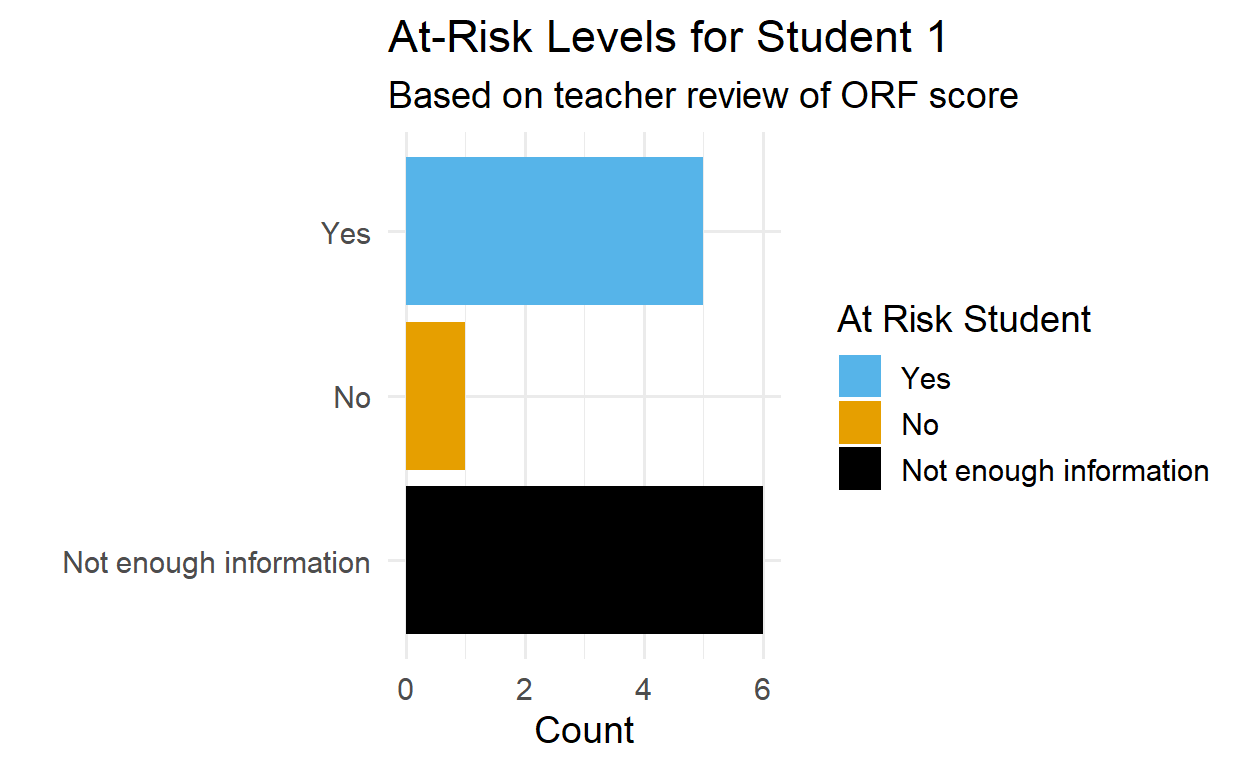 At-Risk Levels for Student 1
Based on teacher review of ORF score
Yes
No
Not enough information
0 2 4 6
Count
At Risk Student
Yes
No
Not enough information